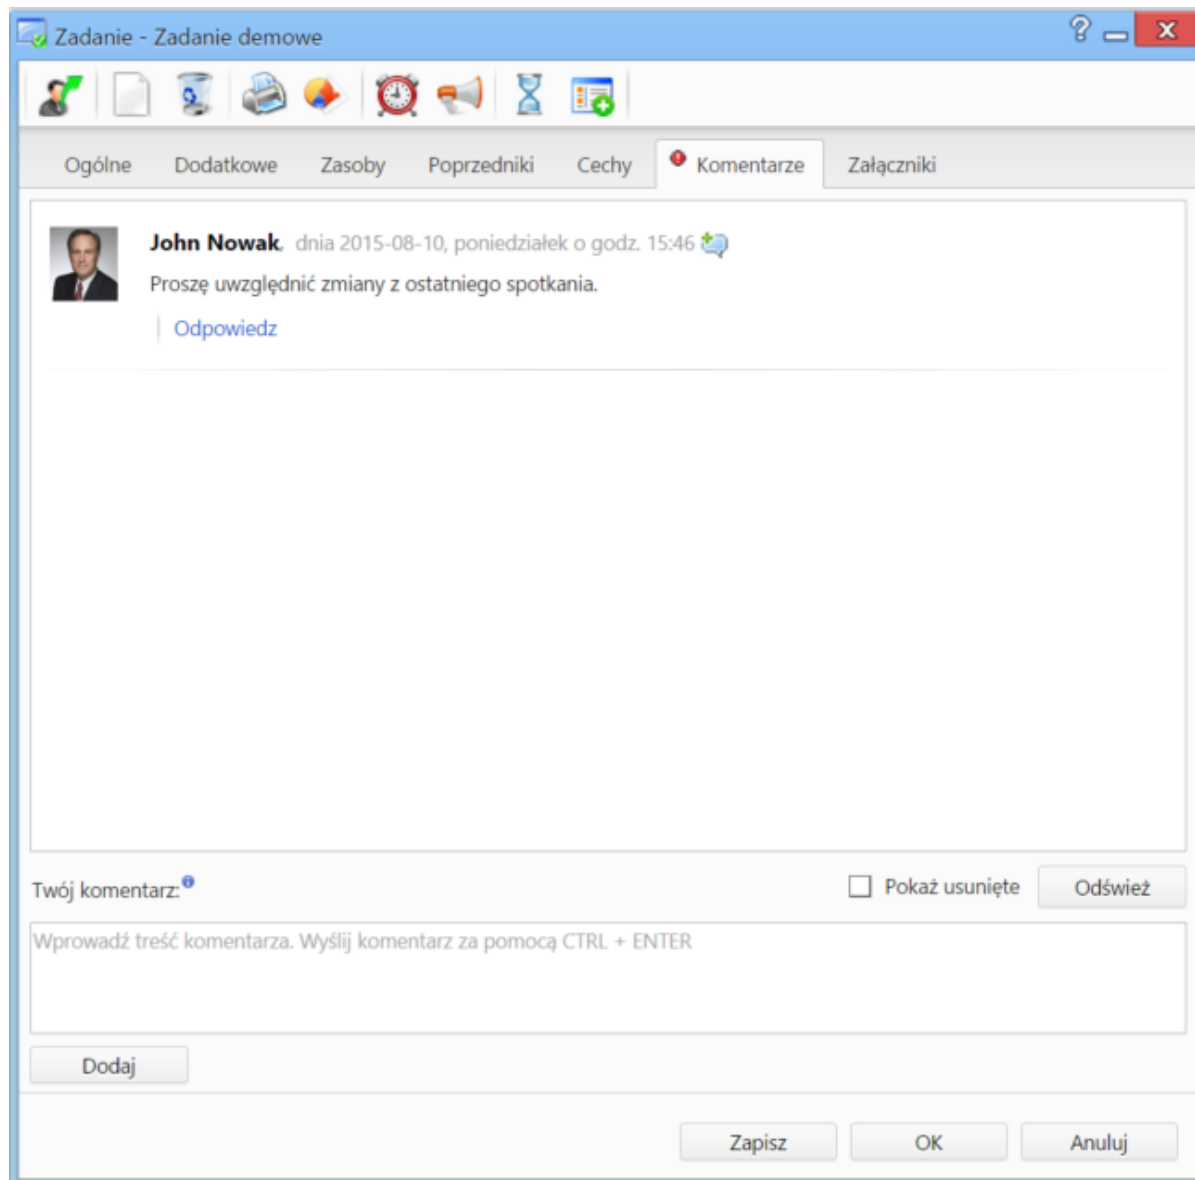 Zadanie - Zadanie demowe
Ogólne Dodatkowe Zasoby Poprzedniki Cechy Komentarze Załączniki
John Nowak, dnia 2015-08-10, poniedziałek o godz. 15:46
Proszę uwzględnić zmiany z ostatniego spotkania.
Odpowiedz
Twój komentarz: Pokaż usunięte Odśwież
Wprowadź treść komentarza. Wyślij komentarz za pomocą CTRL + ENTER
Dodaj
Zapisz OK Anuluj